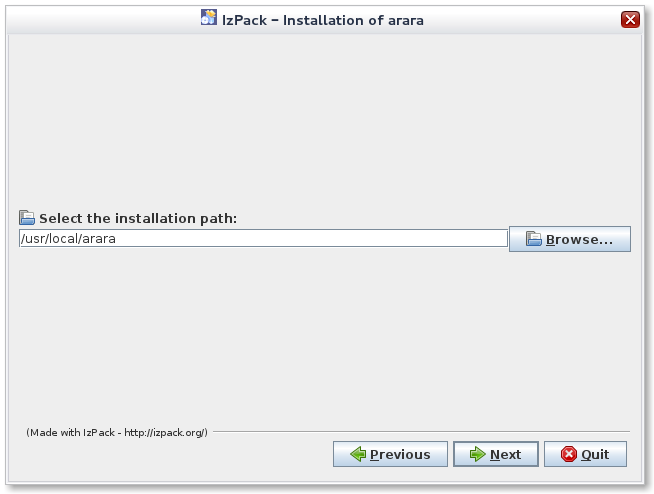 IzPack – Installation of arara
Select the installation path:
/usr/local/arara
Browse...
(Made with IzPack - http://izpack.org/)
Previous
Next
Quit